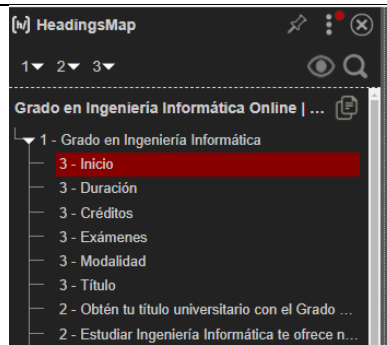 [h] HeadingsMap
1 2 3
Grado en Ingeniería Informática Online | ...
1 - Grado en Ingeniería Informática
3 - Inicio
3 - Duración
3 - Créditos
3 - Exámenes
3 - Modalidad
3 - Título
2 - Obtén tu título universitario con el Grado ...
2 - Estudiar Ingeniería Informática te ofrece n...